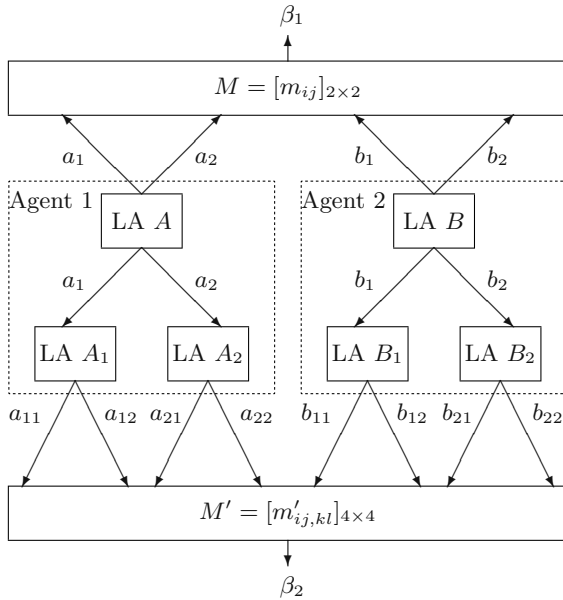 β₁
M = [m_{ij}]_{2×2}
a₁ a₂ b₁ b₂
Agent 1 Agent 2
LA A LA B
a₁ a₂ b₁ b₂
LA A₁ LA A₂ LA B₁ LA B₂
a₁₁ a₁₂ a₂₁ a₂₂ b₁₁ b₁₂ b₂₁ b₂₂
M′ = [m′_{ij,kl}]_{4×4}
β₂